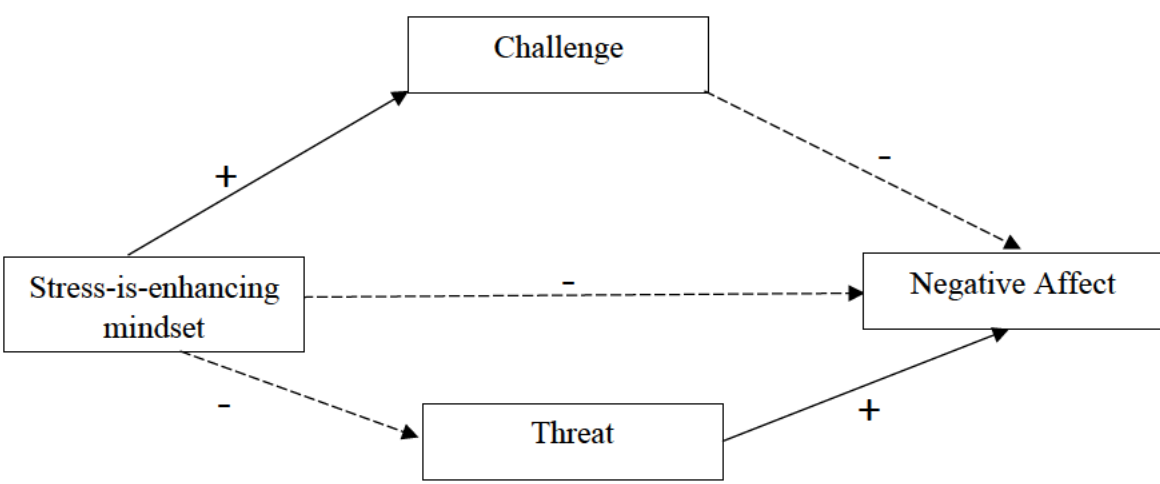 Challenge
+
-
Stress-is-enhancing
mindset
-
Negative Affect
-
+
Threat